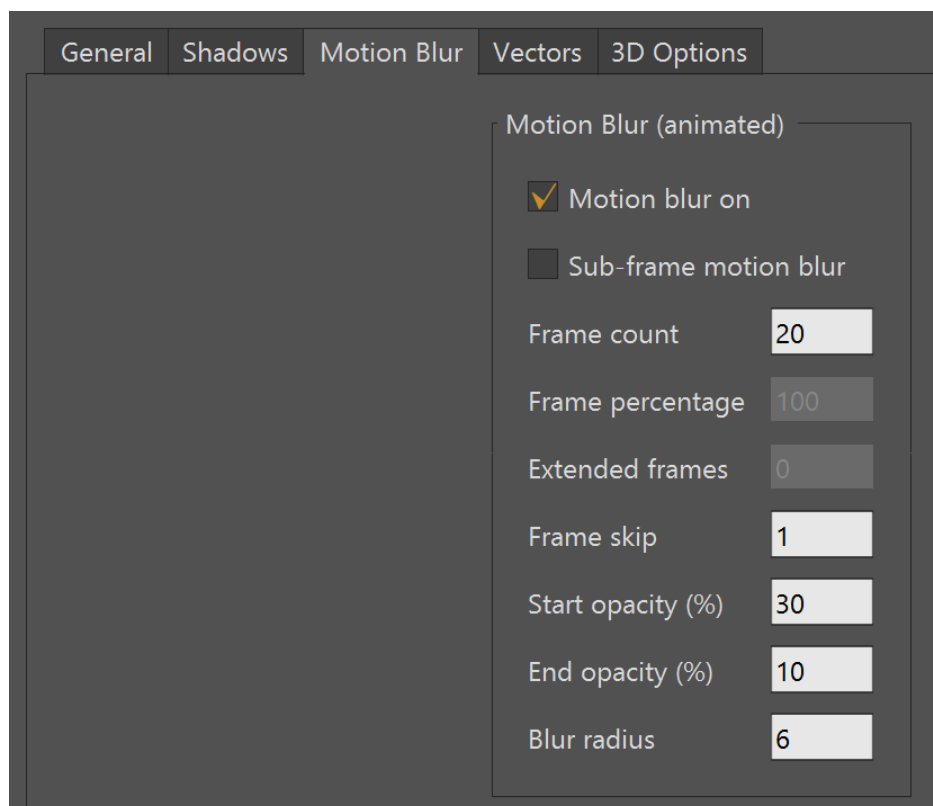 General Shadows Motion Blur Vectors 3D Options
Motion Blur (animated)
Motion blur on
Sub-frame motion blur
Frame count 20
Frame percentage 100
Extended frames 0
Frame skip 1
Start opacity (%) 30
End opacity (%) 10
Blur radius 6